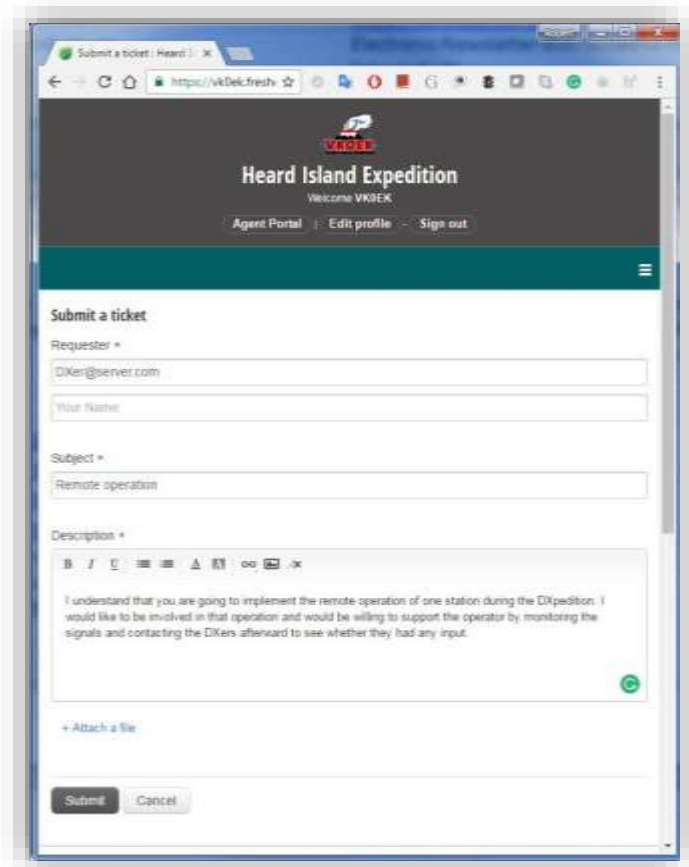 Submit a ticket : Heard I
https://vk0ek.fresh
VK0EK
Heard Island Expedition
Welcome VK0EK
Agent Portal | Edit profile - Sign out
Submit a ticket
Requester *
DXer@server.com
Your Name
Subject *
Remote operation
Description *
B I U A
I understand that you are going to implement the remote operation of one station during the DXpedition. I
would like to be involved in that operation and would be willing to support the operator by monitoring the
signals and contacting the DXers afterward to see whether they had any input.
+ Attach a file
Submit Cancel